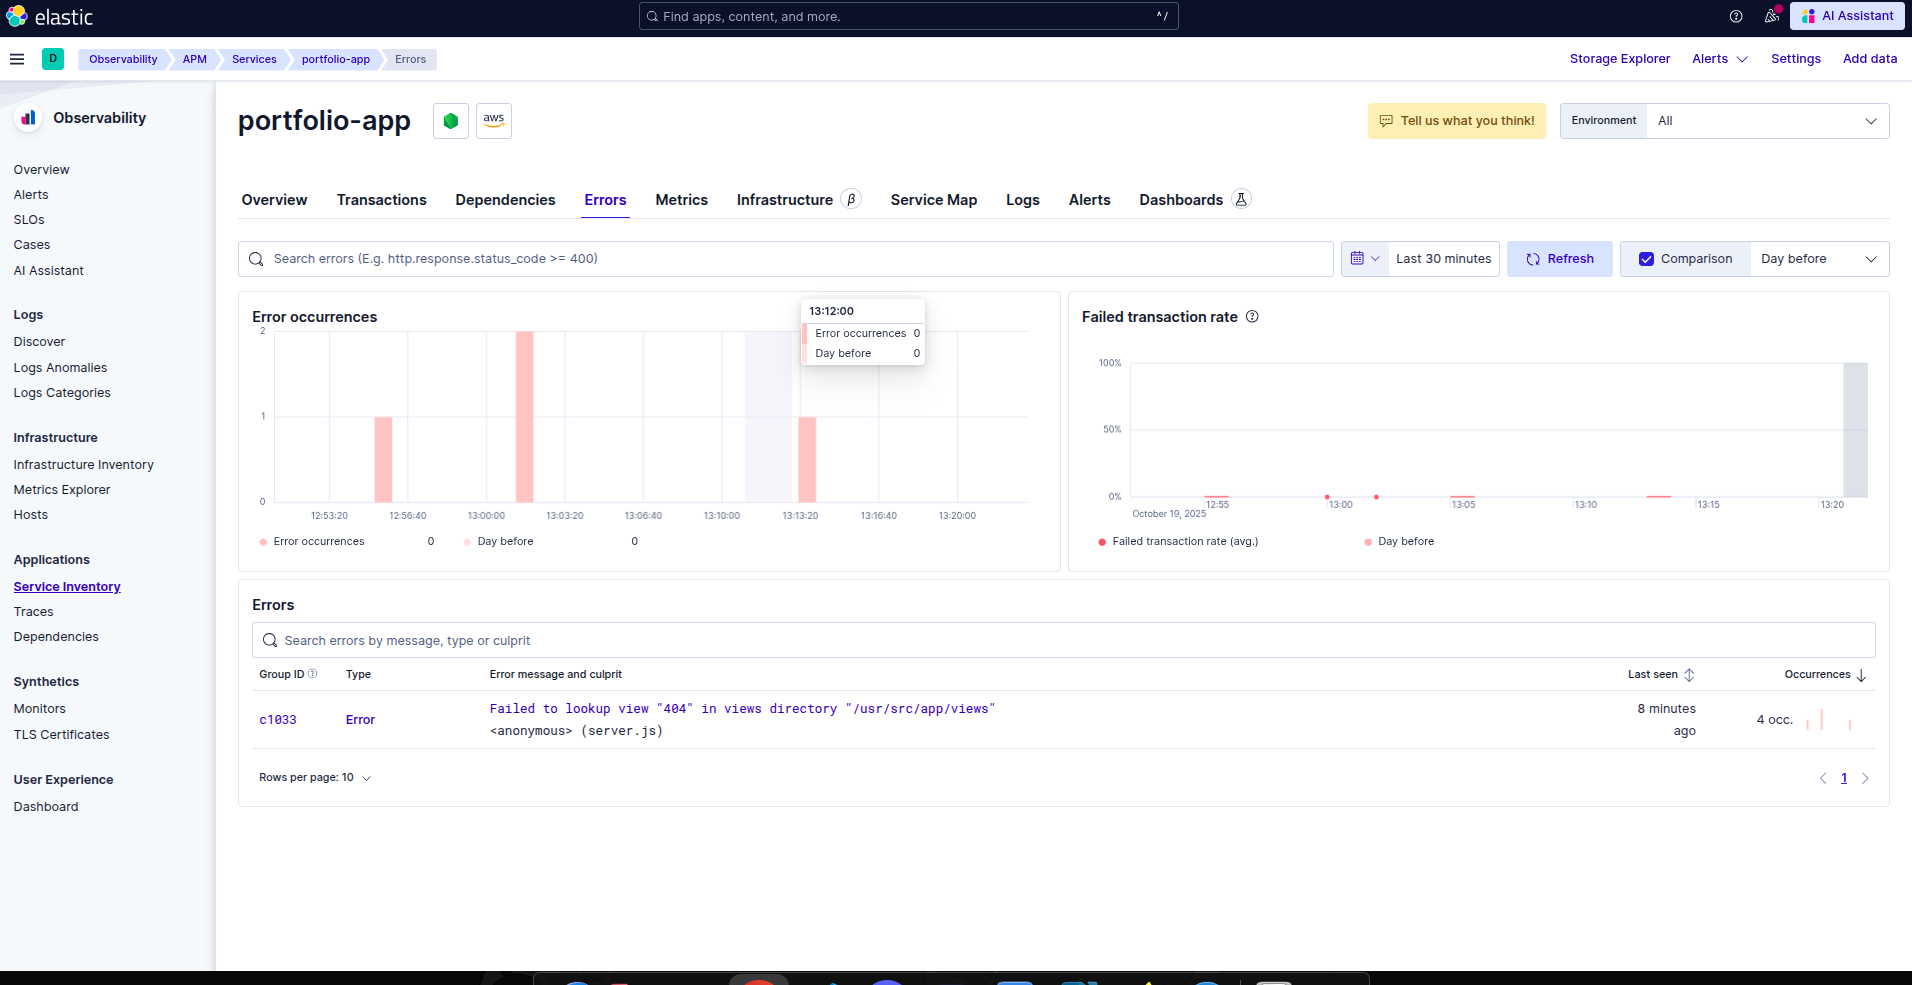 elastic
Find apps, content, and more.
^/
AI Assistant
D
Observability
APM
Services
portfolio-app
Errors
Storage Explorer
Alerts
Settings
Add data
Observability
Overview
Alerts
SLOs
Cases
AI Assistant
Logs
Discover
Logs Anomalies
Logs Categories
Infrastructure
Infrastructure Inventory
Metrics Explorer
Hosts
Applications
Service Inventory
Traces
Dependencies
Synthetics
Monitors
TLS Certificates
User Experience
Dashboard
portfolio-app
aws
Tell us what you think!
Environment
All
Overview
Transactions
Dependencies
Errors
Metrics
Infrastructure β
Service Map
Logs
Alerts
Dashboards
Search errors (E.g. http.response.status_code >= 400)
Last 30 minutes
Refresh
Comparison
Day before
Error occurrences
2
1
0
12:53:20
12:56:40
13:00:00
13:03:20
13:06:40
13:10:00
13:13:20
13:16:40
13:20:00
Error occurrences 0
Day before 0
13:12:00
Error occurrences 0
Day before 0
Failed transaction rate
100%
50%
0%
12:55
13:00
13:05
13:10
13:15
13:20
October 19, 2025
Failed transaction rate (avg.)
Day before
Errors
Search errors by message, type or culprit
Group ID
Type
Error message and culprit
Last seen
Occurrences
c1033
Error
Failed to lookup view "404" in views directory "/usr/src/app/views"
<anonymous> (server.js)
8 minutes
ago
4 occ.
Rows per page: 10
1